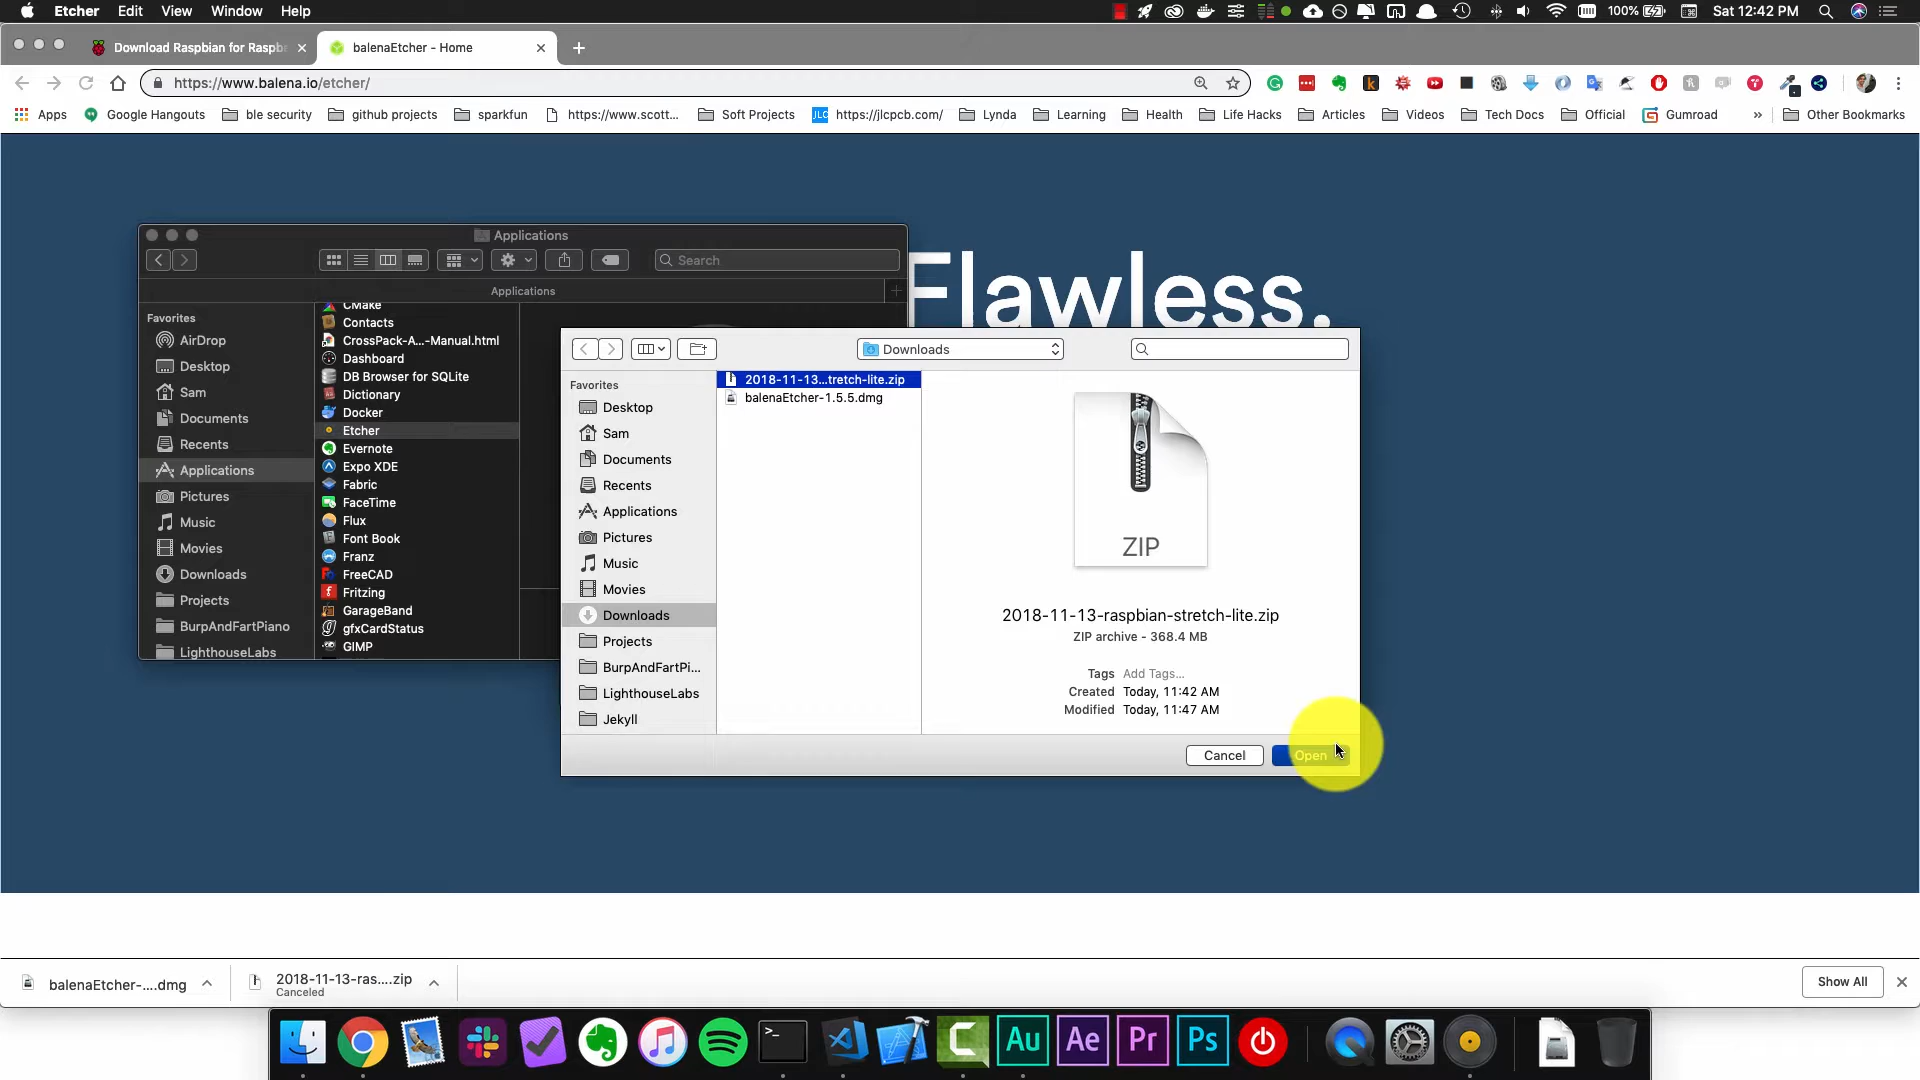 Etcher Edit View Window Help
100% Sat 12:42 PM
Download Raspbian for Raspb
balenaEtcher - Home
https://www.balena.io/etcher/
Apps Google Hangouts ble security github projects sparkfun https://www.scott... Soft Projects JLC https://jlcpcb.com/ Lynda Learning Health Life Hacks Articles Videos Tech Docs Official Gumroad » Other Bookmarks
Flawless.
Applications
Search
Applications
Favorites
AirDrop
Desktop
Sam
Documents
Recents
Applications
Pictures
Music
Movies
Downloads
Projects
BurpAndFartPiano
LighthouseLabs
CMake
Contacts
CrossPack-A...-Manual.html
Dashboard
DB Browser for SQLite
Dictionary
Docker
Etcher
Evernote
Expo XDE
Fabric
FaceTime
Flux
Font Book
Franz
FreeCAD
Fritzing
GarageBand
gfxCardStatus
GIMP
Downloads
Favorites
Desktop
Sam
Documents
Recents
Applications
Pictures
Music
Movies
Downloads
Projects
BurpAndFartPi...
LighthouseLabs
Jekyll
2018-11-13...tretch-lite.zip
balenaEtcher-1.5.5.dmg
ZIP
2018-11-13-raspbian-stretch-lite.zip
ZIP archive - 368.4 MB
Tags Add Tags...
Created Today, 11:42 AM
Modified Today, 11:47 AM
Cancel Open
balenaEtcher-....dmg
2018-11-13-ras....zip
Canceled
Show All
Au Ae Pr Ps